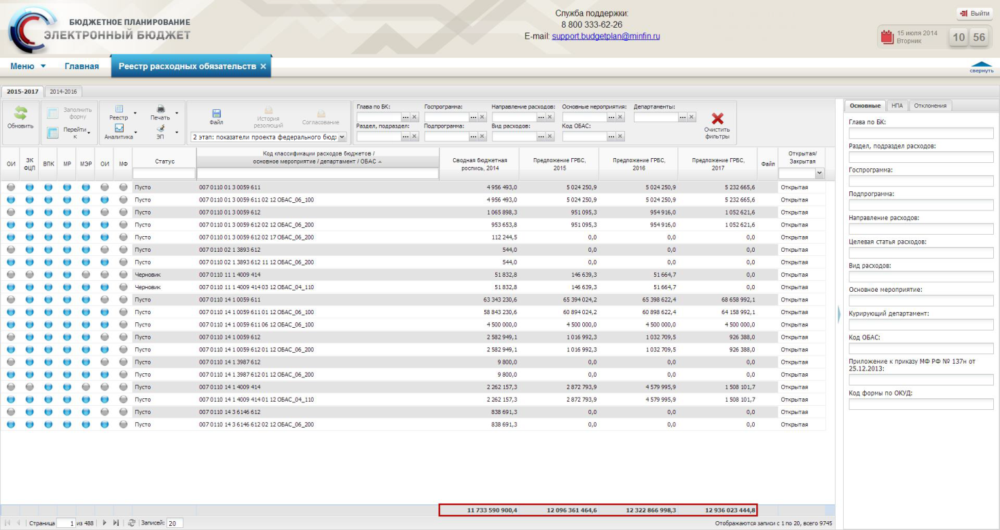 БЮДЖЕТНОЕ ПЛАНИРОВАНИЕ
ЭЛЕКТРОННЫЙ БЮДЖЕТ
Служба поддержки:
8 800 333-62-26
E-mail: support.budgetplan@minfin.ru
Выйти
15 июля 2014
Вторник
10 56
Меню Главная Реестр расходных обязательств ×
свернуть
2015-2017 2014-2016
Обновить
Заполнить форму
Перейти к
Реестр
Аналитика
Печать
ЭП
Файл
История резолюций
Согласование
2 этап: показатели проекта федерального бюд
Глава по БК: Госпрограмма: Направление расходов: Основные мероприятия: Департаменты:
Раздел, подраздел: Подпрограмма: Вид расходов: Код ОБАС:
Очистить фильтры
ОИ ЗК ФЦП ВПК МР МЭР ОИ МФ Статус
Код классификации расходов бюджетов /
основное мероприятие / департамент / ОБАС
Сводная бюджетная роспись, 2014
Предложение ГРБС, 2015
Предложение ГРБС, 2016
Предложение ГРБС, 2017
Файл
Открытая/ Закрытая
Пусто 007 0110 01 3 0059 611 4 956 493,0 5 024 250,9 5 024 250,9 5 232 665,6 Открытая
Пусто 007 0110 01 3 0059 611 02 12 ОБАС_06_100 4 956 493,0 5 024 250,9 5 024 250,9 5 232 665,6 Открытая
Пусто 007 0110 01 3 0059 612 1 065 898,3 951 095,3 954 916,0 1 052 621,6 Открытая
Пусто 007 0110 01 3 0059 612 02 12 ОБАС_06_200 953 653,8 951 095,3 954 916,0 1 052 621,6 Открытая
Пусто 007 0110 01 3 0059 612 02 17 ОБАС_06_200 112 244,5 0,0 0,0 0,0 Открытая
Пусто 007 0110 02 1 3893 612 544,0 0,0 0,0 0,0 Открытая
Пусто 007 0110 02 1 3893 612 11 12 ОБАС_06_200 544,0 0,0 0,0 0,0 Открытая
Черновик 007 0110 11 1 4009 414 51 832,8 146 639,3 51 664,7 0,0 Открытая
Черновик 007 0110 11 1 4009 414 03 12 ОБАС_04_110 51 832,8 146 639,3 51 664,7 0,0 Открытая
Пусто 007 0110 14 1 0059 611 63 343 230,6 65 394 024,2 65 398 622,4 68 658 992,1 Открытая
Пусто 007 0110 14 1 0059 611 01 12 ОБАС_06_100 58 843 230,6 60 894 024,2 60 898 622,4 64 158 992,1 Открытая
Пусто 007 0110 14 1 0059 611 06 12 ОБАС_06_100 4 500 000,0 4 500 000,0 4 500 000,0 4 500 000,0 Открытая
Пусто 007 0110 14 1 0059 612 2 582 949,1 1 016 992,3 1 032 709,5 926 388,0 Открытая
Пусто 007 0110 14 1 0059 612 01 12 ОБАС_06_200 2 582 949,1 1 016 992,3 1 032 709,5 926 388,0 Открытая
Пусто 007 0110 14 1 3987 612 9 800,0 0,0 0,0 0,0 Открытая
Пусто 007 0110 14 1 3987 612 01 12 ОБАС_06_200 9 800,0 0,0 0,0 0,0 Открытая
Пусто 007 0110 14 1 4009 414 2 262 157,3 2 872 793,9 4 579 995,9 1 508 101,7 Открытая
Пусто 007 0110 14 1 4009 414 01 12 ОБАС_04_110 2 262 157,3 2 872 793,9 4 579 995,9 1 508 101,7 Открытая
Пусто 007 0110 14 3 6146 612 838 691,3 0,0 0,0 0,0 Открытая
Пусто 007 0110 14 3 6146 612 02 12 ОБАС_06_200 838 691,3 0,0 0,0 0,0 Открытая
11 733 590 900,4 12 096 361 464,6 12 322 866 998,3 12 936 023 444,8
Страница 1 из 488 Записей: 20 Отображаются записи с 1 по 20, всего 9745
Основные НПА Отклонения
Глава по БК:
Раздел, подраздел расходов:
Госпрограмма:
Подпрограмма:
Направление расходов:
Целевая статья расходов:
Вид расходов:
Основное мероприятие:
Курирующий департамент:
Код ОБАС:
Приложение к приказу МФ РФ № 137н от
25.12.2013:
Код формы по ОКУД: